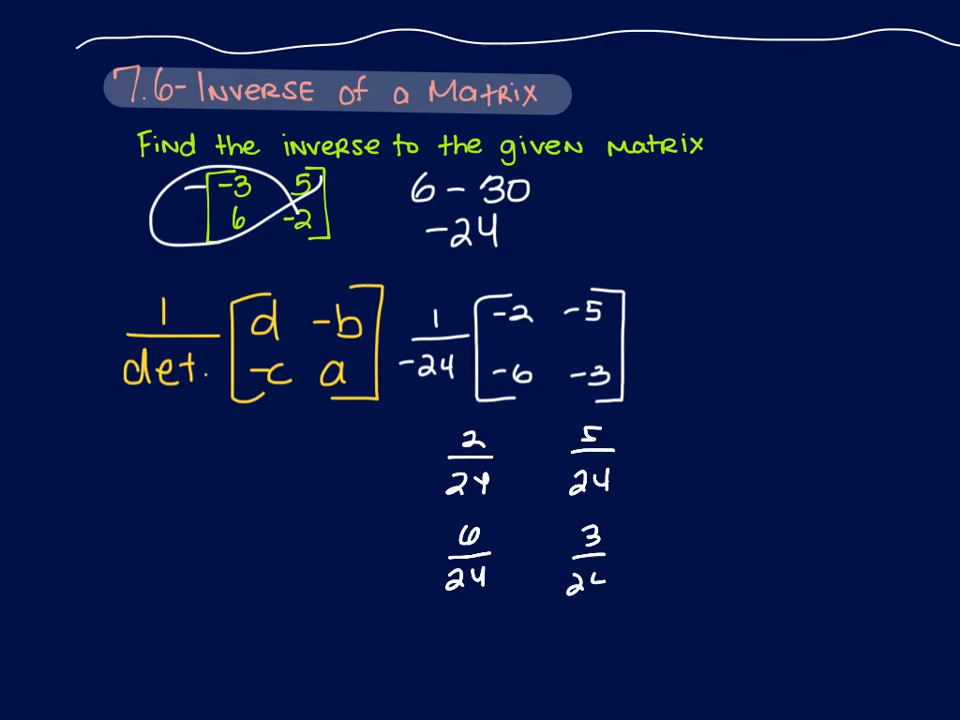 7.6-Inverse of a Matrix
Find the inverse to the given matrix
-3 5 6 - 30
6 -2 -24
1 d -b 1 -2 -5
det. -c a -24 -6 -3
2 5
24 24
6 3
24 24